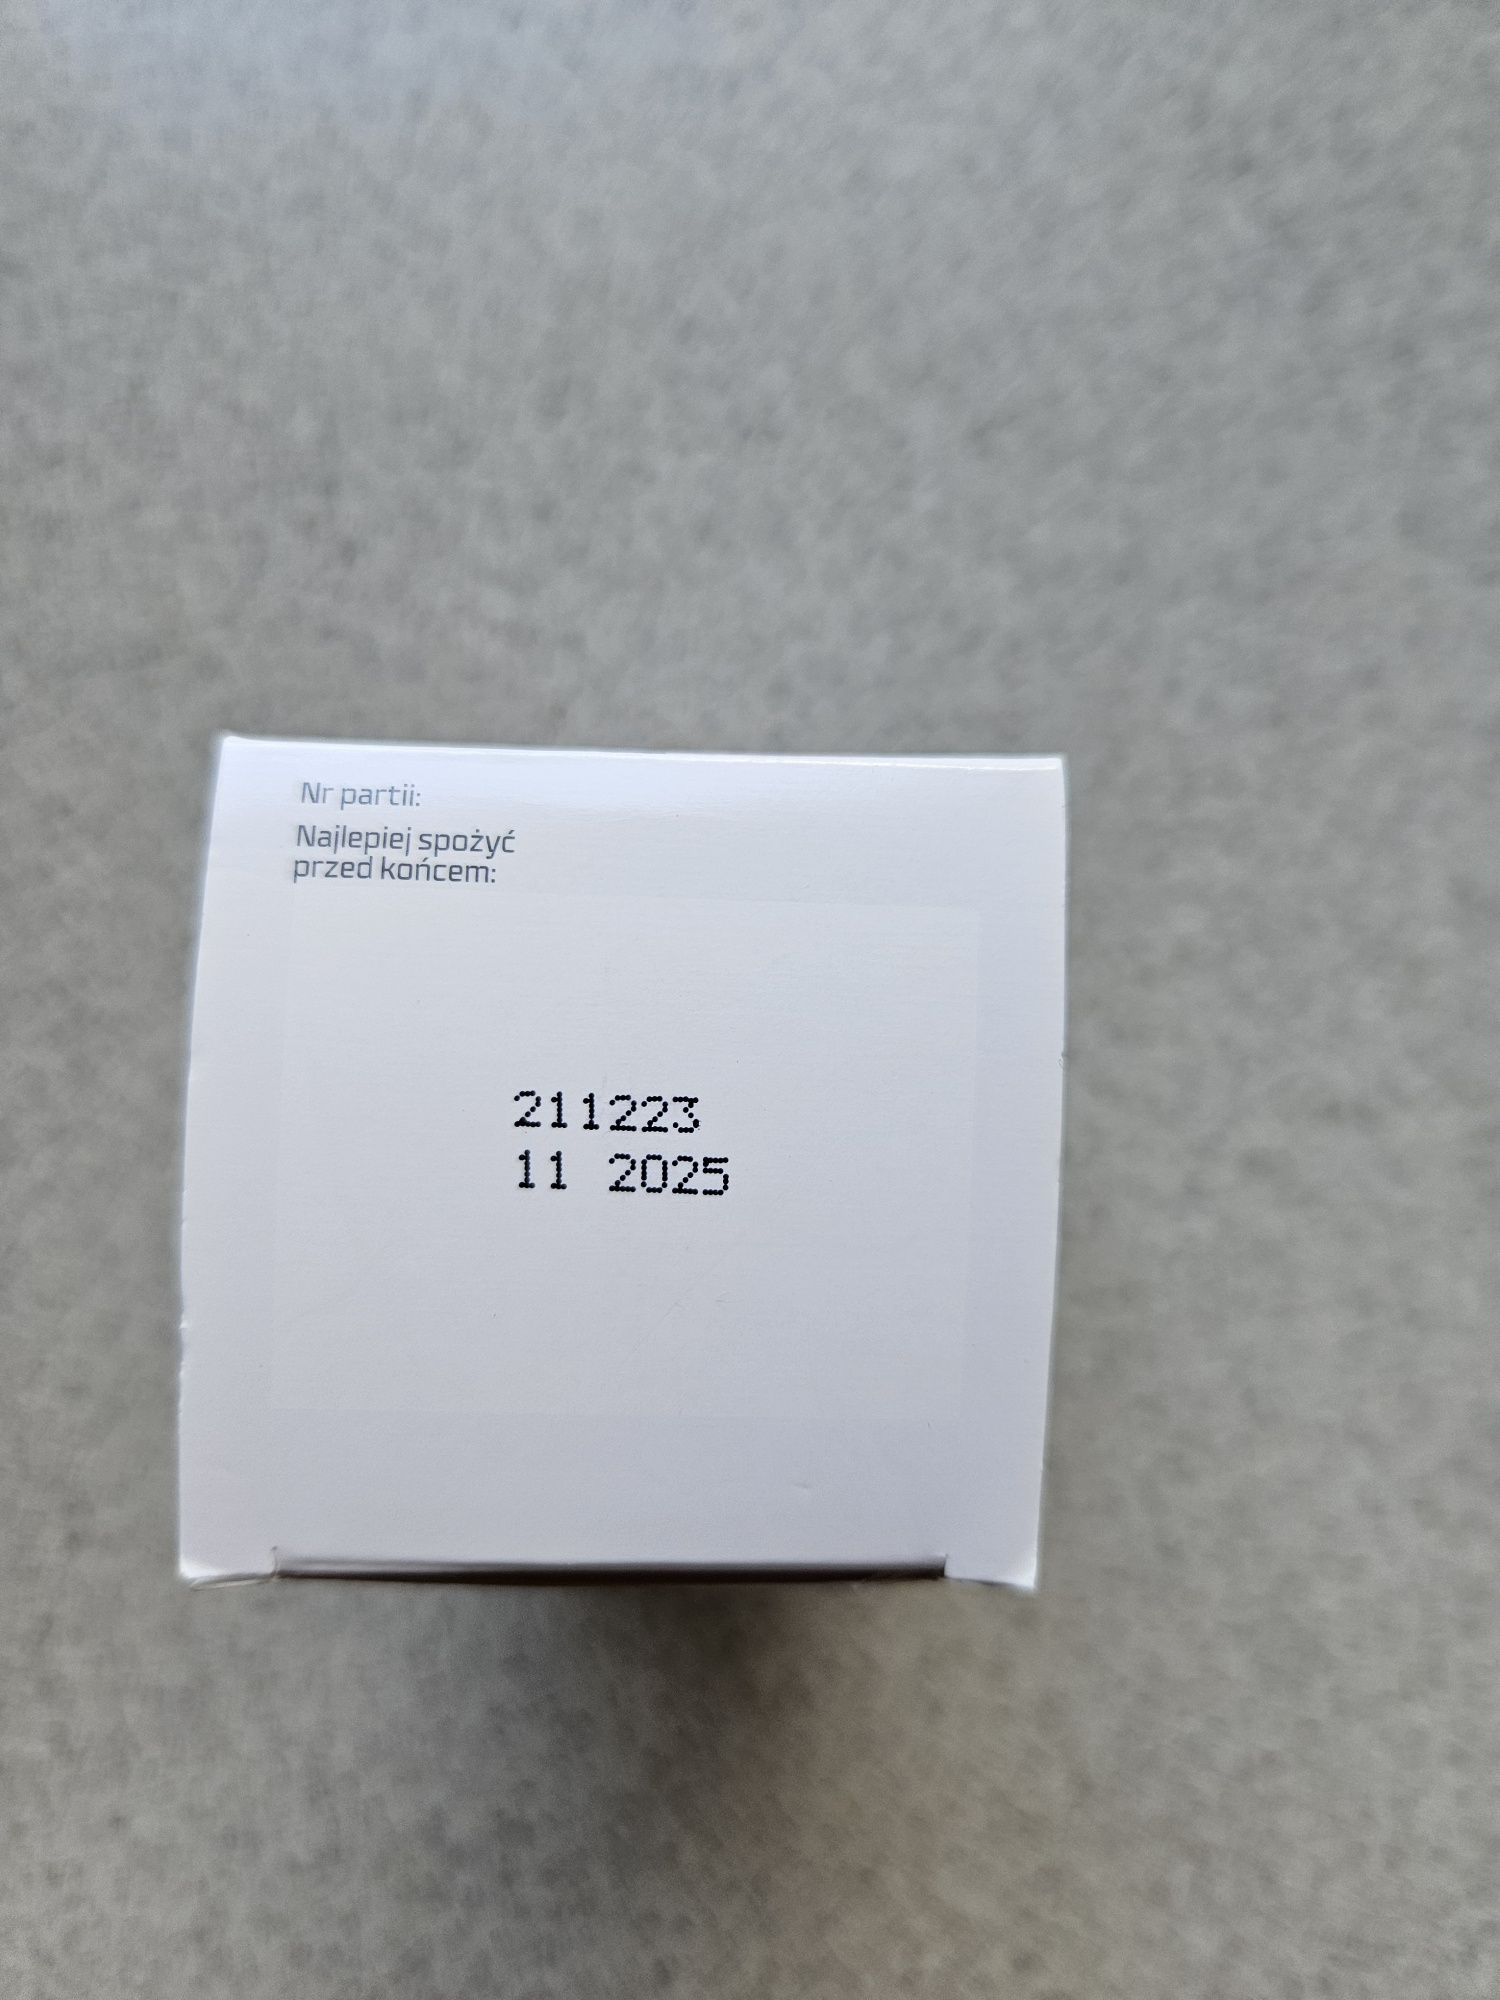 Nr partii:
Najlepiej spożyć
przed końcem:
211223
11 2025